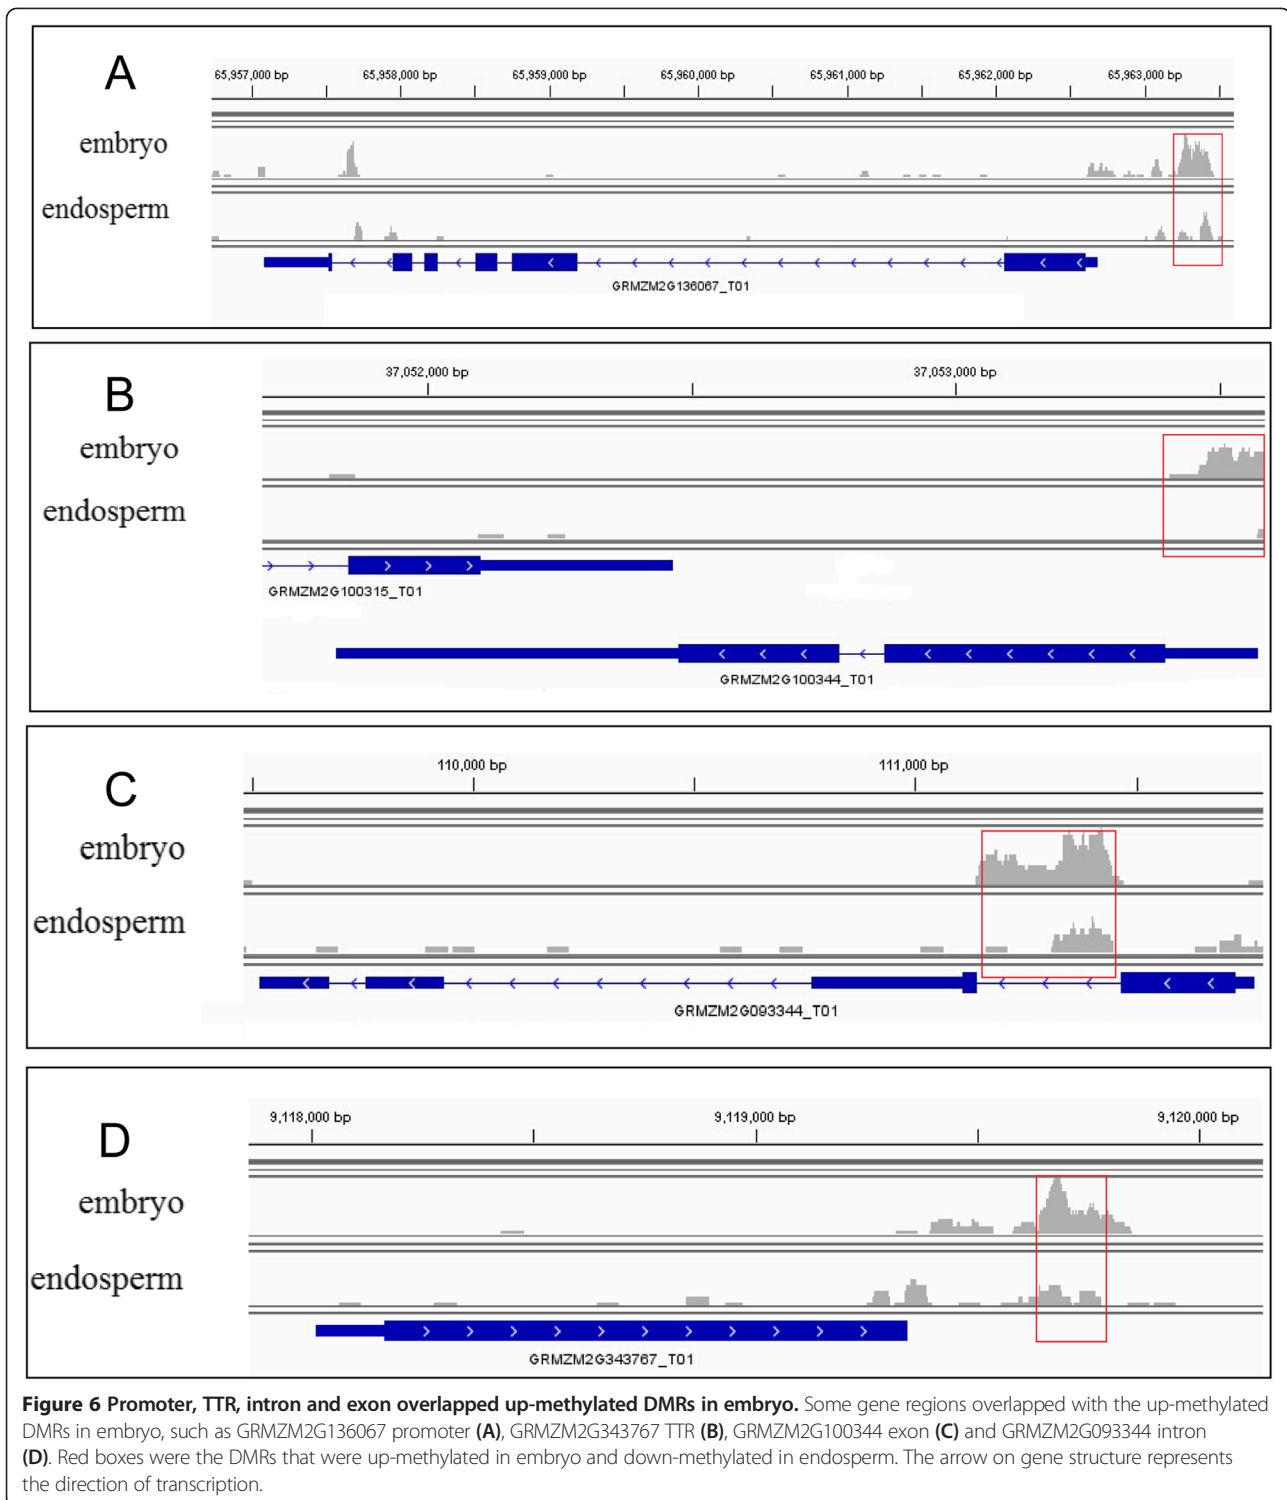 A
65,957,000 bp 65,958,000 bp 65,959,000 bp 65,960,000 bp 65,961,000 bp 65,962,000 bp 65,963,000 bp
embryo
endosperm
GRMZM2G136067_T01
B
37,052,000 bp 37,053,000 bp
embryo
endosperm
GRMZM2G100315_T01
GRMZM2G100344_T01
C
110,000 bp 111,000 bp
embryo
endosperm
GRMZM2G093344_T01
D
9,118,000 bp 9,119,000 bp 9,120,000 bp
embryo
endosperm
GRMZM2G343767_T01
Figure 6 Promoter, TTR, intron and exon overlapped up-methylated DMRs in embryo. Some gene regions overlapped with the up-methylated
DMRs in embryo, such as GRMZM2G136067 promoter (A), GRMZM2G343767 TTR (B), GRMZM2G100344 exon (C) and GRMZM2G093344 intron
(D). Red boxes were the DMRs that were up-methylated in embryo and down-methylated in endosperm. The arrow on gene structure represents
the direction of transcription.